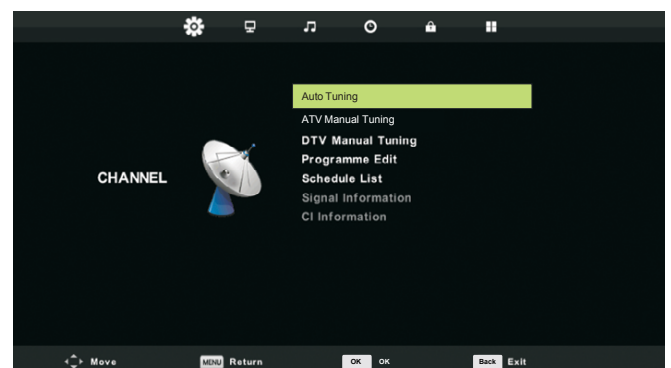 Auto Tuning
ATV Manual Tuning
DTV Manual Tuning
Programme Edit
CHANNEL
Schedule List
Signal Information
CI Information
Move MENU Return OK OK Back Exit